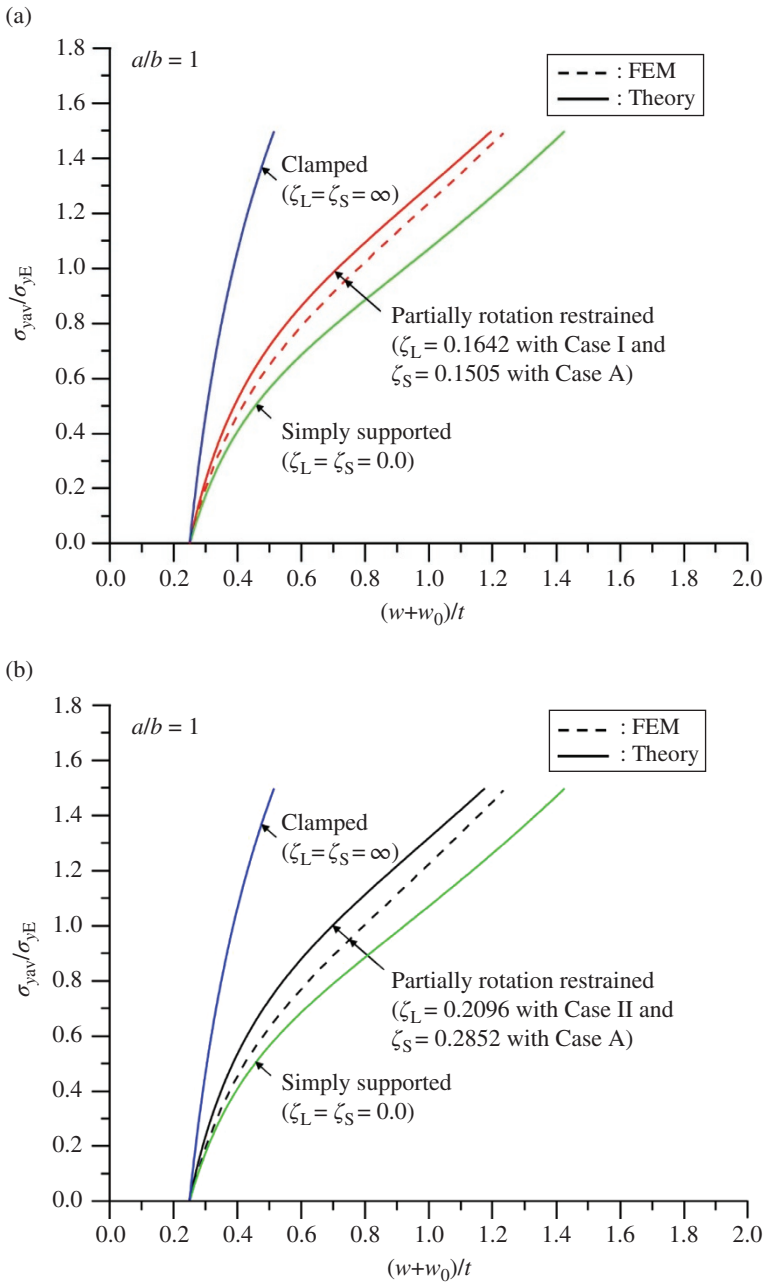 (a)
1.8
1.6
1.4
1.2
1.0
0.8
0.6
0.4
0.2
0.0
σyav/σyE
a/b = 1
: FEM
: Theory
Clamped
(ζL = ζS = ∞)
Partially rotation restrained
(ζL = 0.1642 with Case I and
ζS = 0.1505 with Case A)
Simply supported
(ζL = ζS = 0.0)
0.0 0.2 0.4 0.6 0.8 1.0 1.2 1.4 1.6 1.8 2.0
(w+w0)/t
(b)
1.8
1.6
1.4
1.2
1.0
0.8
0.6
0.4
0.2
0.0
σyav/σyE
a/b = 1
: FEM
: Theory
Clamped
(ζL = ζS = ∞)
Partially rotation restrained
(ζL = 0.2096 with Case II and
ζS = 0.2852 with Case A)
Simply supported
(ζL = ζS = 0.0)
0.0 0.2 0.4 0.6 0.8 1.0 1.2 1.4 1.6 1.8 2.0
(w+w0)/t